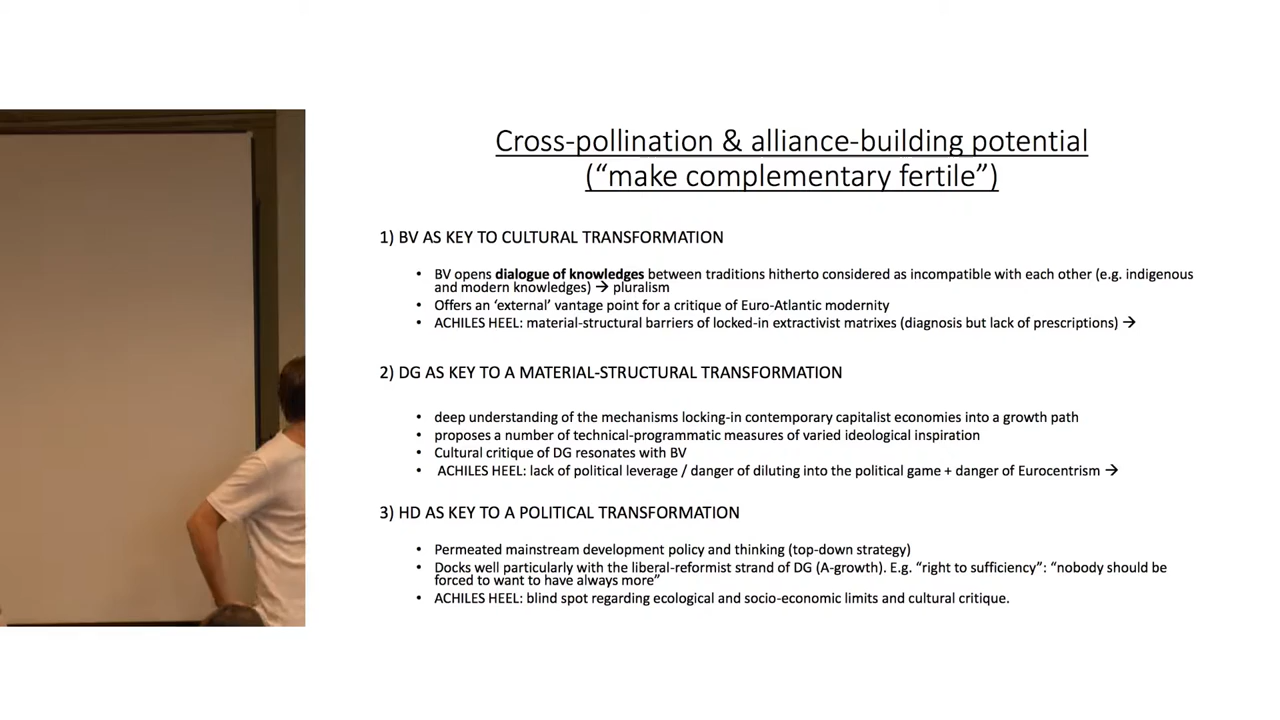 Cross-pollination & alliance-building potential
(“make complementary fertile”)
1) BV AS KEY TO CULTURAL TRANSFORMATION
• BV opens dialogue of knowledges between traditions hitherto considered as incompatible with each other (e.g. indigenous
and modern knowledges) → pluralism
• Offers an ‘external’ vantage point for a critique of Euro-Atlantic modernity
• ACHILES HEEL: material-structural barriers of locked-in extractivist matrixes (diagnosis but lack of prescriptions) →
2) DG AS KEY TO A MATERIAL-STRUCTURAL TRANSFORMATION
• deep understanding of the mechanisms locking-in contemporary capitalist economies into a growth path
• proposes a number of technical-programmatic measures of varied ideological inspiration
• Cultural critique of DG resonates with BV
• ACHILES HEEL: lack of political leverage / danger of diluting into the political game + danger of Eurocentrism →
3) HD AS KEY TO A POLITICAL TRANSFORMATION
• Permeated mainstream development policy and thinking (top-down strategy)
• Docks well particularly with the liberal-reformist strand of DG (A-growth). E.g. “right to sufficiency”: “nobody should be
forced to want to have always more”
• ACHILES HEEL: blind spot regarding ecological and socio-economic limits and cultural critique.